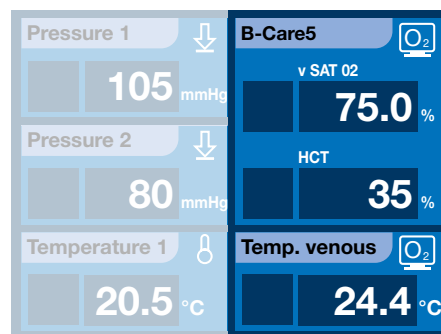 Pressure 1
105 mmHg
Pressure 2
80 mmHg
Temperature 1
20.5 °C
B-Care5 O2
v SAT 02
75.0 %
HCT
35 %
Temp. venous O2
24.4 °C